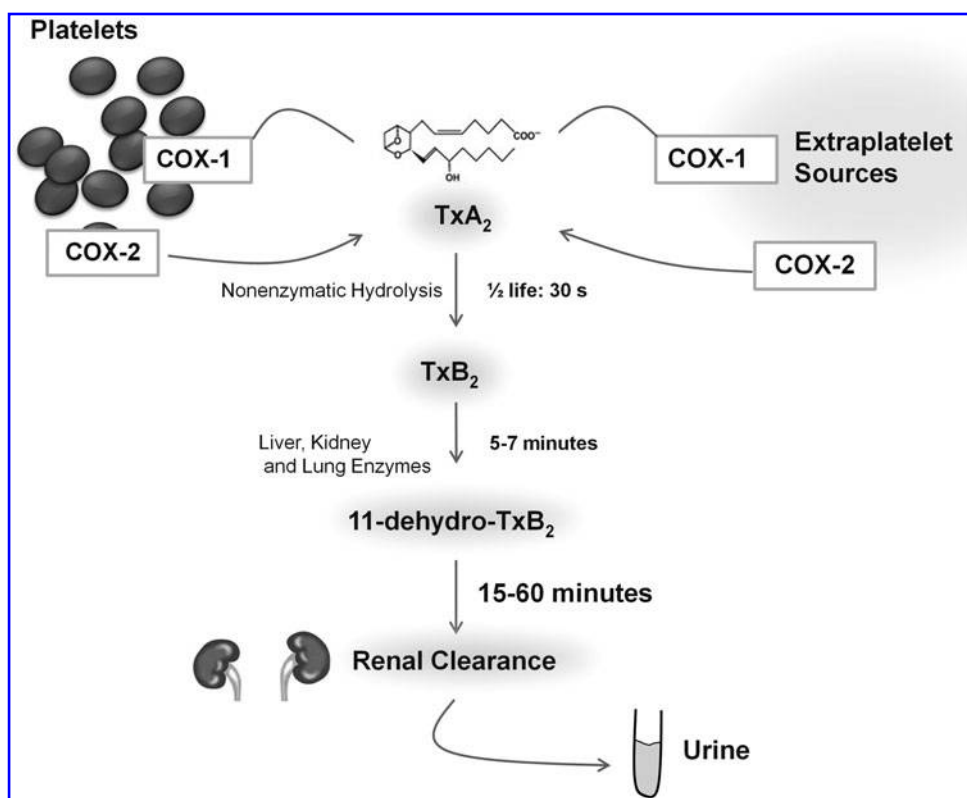 Platelets
COX-1
COX-2
COO⁻
OH
TxA₂
COX-1
Extraplatelet
Sources
COX-2
Nonenzymatic Hydrolysis
½ life: 30 s
TxB₂
Liver, Kidney
and Lung Enzymes
5-7 minutes
11-dehydro-TxB₂
15-60 minutes
Renal Clearance
Urine